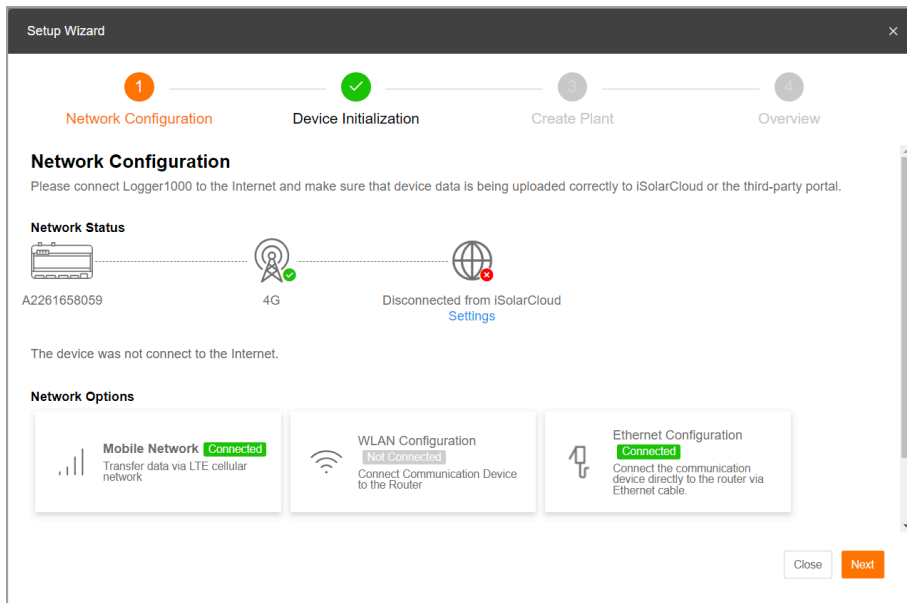 Setup Wizard
×
1
3
4
Network Configuration
Device Initialization
Create Plant
Overview
Network Configuration
Please connect Logger1000 to the Internet and make sure that device data is being uploaded correctly to iSolarCloud or the third-party portal.
Network Status
A2261658059
4G
Disconnected from iSolarCloud
Settings
The device was not connect to the Internet.
Network Options
Mobile Network Connected
Transfer data via LTE cellular
network
WLAN Configuration
Not Connected
Connect Communication Device
to the Router
Ethernet Configuration
Connected
Connect the communication
device directly to the router via
Ethernet cable.
Close
Next